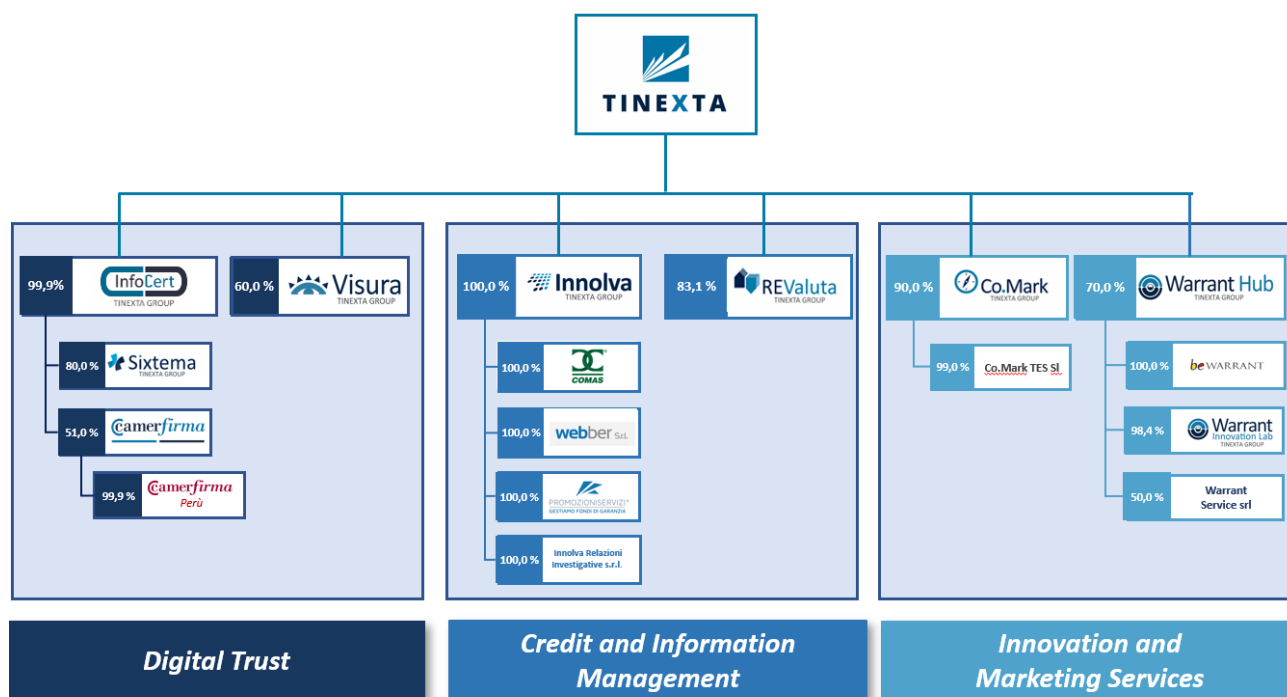 TINEXTA
99,9%
InfoCert
TINEXTA GROUP
60,0 %
Visura
TINEXTA GROUP
80,0 %
Sixtema
TINEXTA GROUP
51,0 %
Camerfirma
99,9 %
Camerfirma
Perù
100,0 %
Innolva
TINEXTA GROUP
83,1 %
REValuta
TINEXTA GROUP
100,0 %
COMAS
100,0 %
webber S.r.l.
100,0 %
PROMOZIONISERVIZI®
GESTIAMO FONDI DI GARANZIA
100,0 %
Innolva Relazioni
Investigative s.r.l.
90,0 %
Co.Mark
TINEXTA GROUP
70,0 %
Warrant Hub
TINEXTA GROUP
99,0 %
Co.Mark TES Sl
100,0 %
beWARRANT
98,4 %
Warrant
Innovation Lab
TINEXTA GROUP
50,0 %
Warrant
Service srl
Digital Trust
Credit and Information
Management
Innovation and
Marketing Services